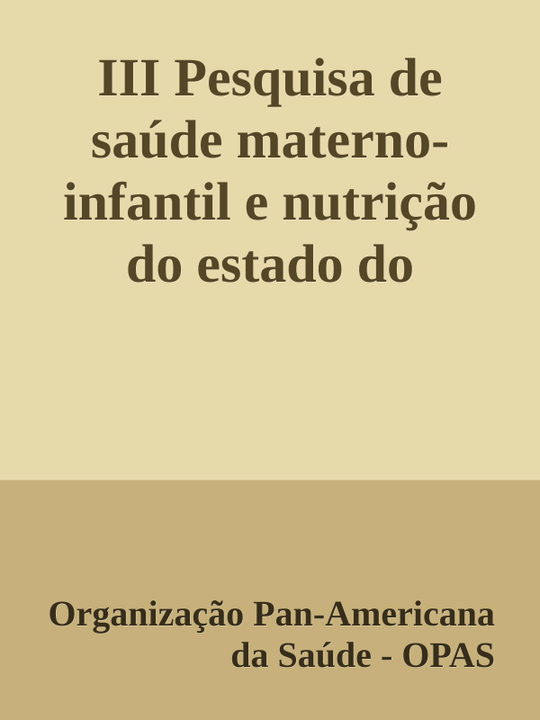 III Pesquisa de
saúde materno-
infantil e nutrição
do estado do
Organização Pan-Americana
da Saúde - OPAS